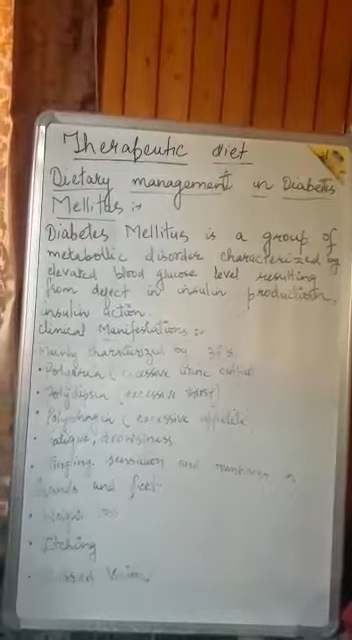 Therapeutic diet
Dietary management in Diabetes
Mellitus :-
Diabetes Mellitus is a group of
metabolic disorder characterized by
elevated blood glucose level resulting
from defect in insulin production,
insulin action.
Clinical Manifestations :-
Mainly characterized by 3P's
• Polyuria (excessive urine output
• Polydipsia (excessive thirst)
• Polyphagia (excessive appetite
• Fatigue, drowsiness
• Tingling sensation and numbness
hands and feet
• Weight
• Itching
• Vision